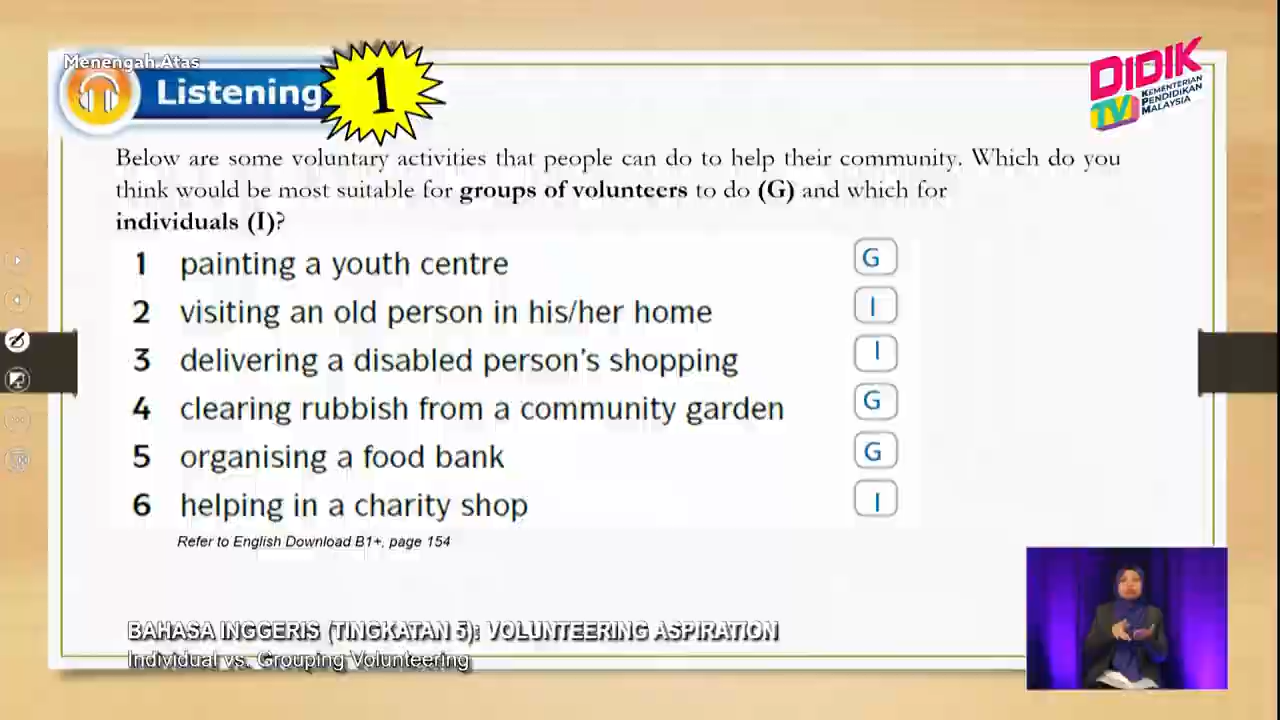 Menengah Atas
Listening 1
DIDIK
TV
KEMENTERIAN
PENDIDIKAN
MALAYSIA
Below are some voluntary activities that people can do to help their community. Which do you
think would be most suitable for groups of volunteers to do (G) and which for
individuals (I)?
1 painting a youth centre G
2 visiting an old person in his/her home I
3 delivering a disabled person's shopping I
4 clearing rubbish from a community garden G
5 organising a food bank G
6 helping in a charity shop I
Refer to English Download B1+, page 154
BAHASA INGGERIS (TINGKATAN 5): VOLUNTEERING ASPIRATION
Individual vs. Grouping Volunteering